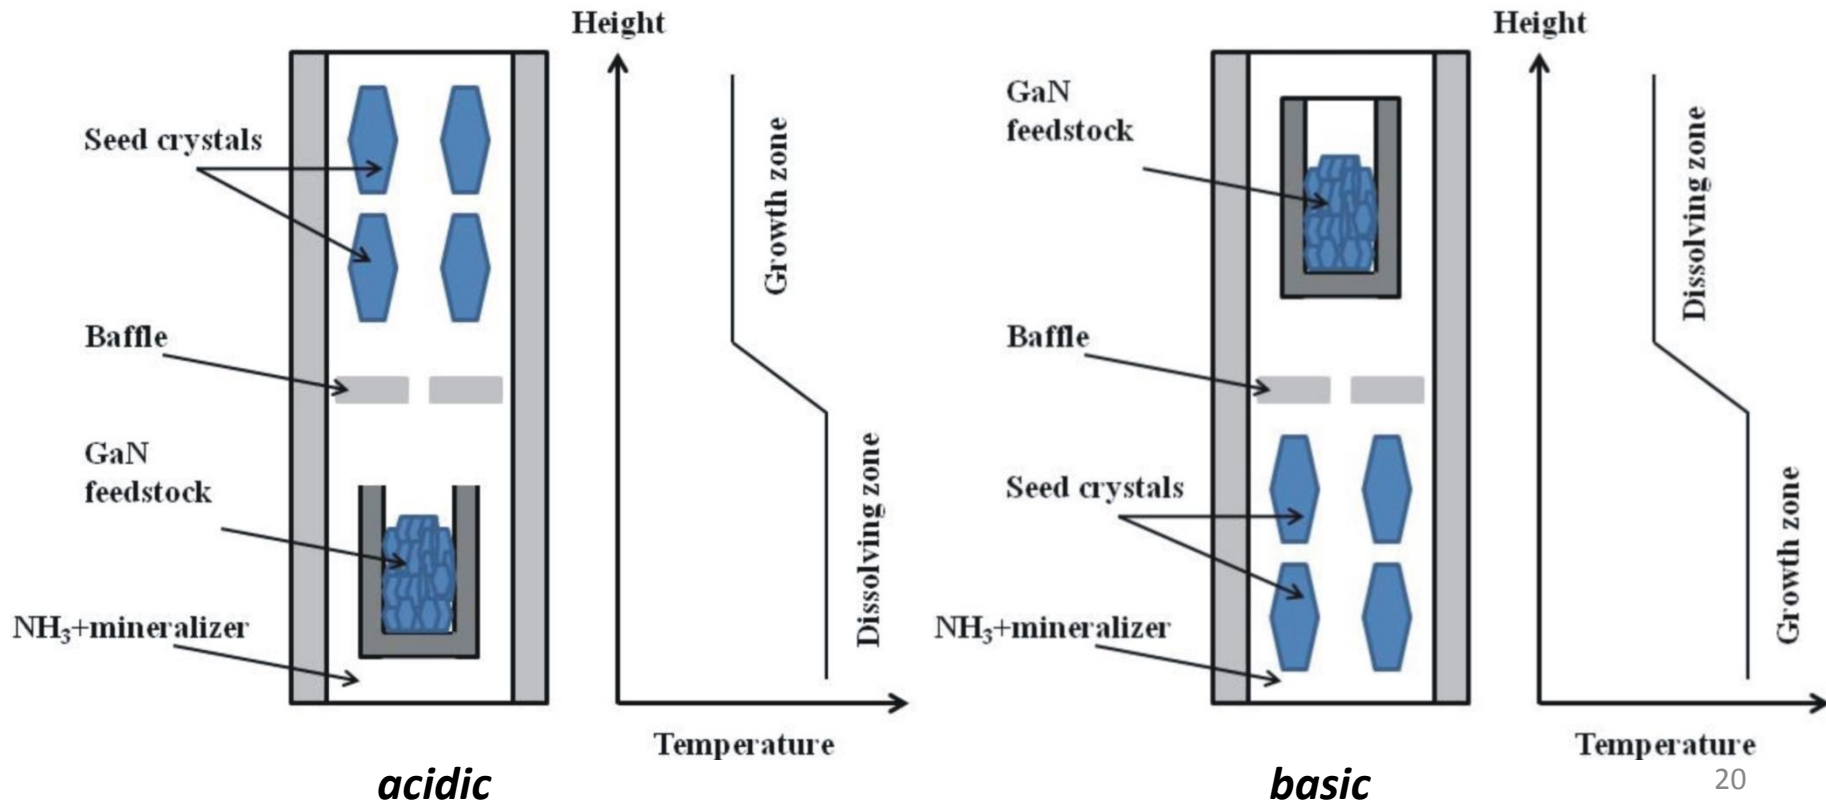 Height
Seed crystals
Growth zone
Baffle
GaN
feedstock
Dissolving zone
NH₃+mineralizer
Temperature
acidic
Height
GaN
feedstock
Dissolving zone
Baffle
Seed crystals
Growth zone
NH₃+mineralizer
Temperature
basic
20